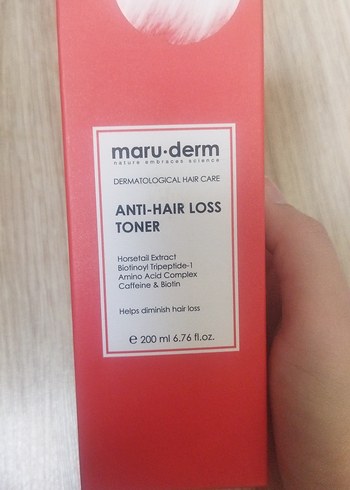 maru·derm
nature embraces science
DERMATOLOGICAL HAIR CARE
ANTI-HAIR LOSS
TONER
Horsetail Extract
Biotinoyl Tripeptide-1
Amino Acid Complex
Caffeine & Biotin
Helps diminish hair loss
℮ 200 ml 6.76 fl.oz.